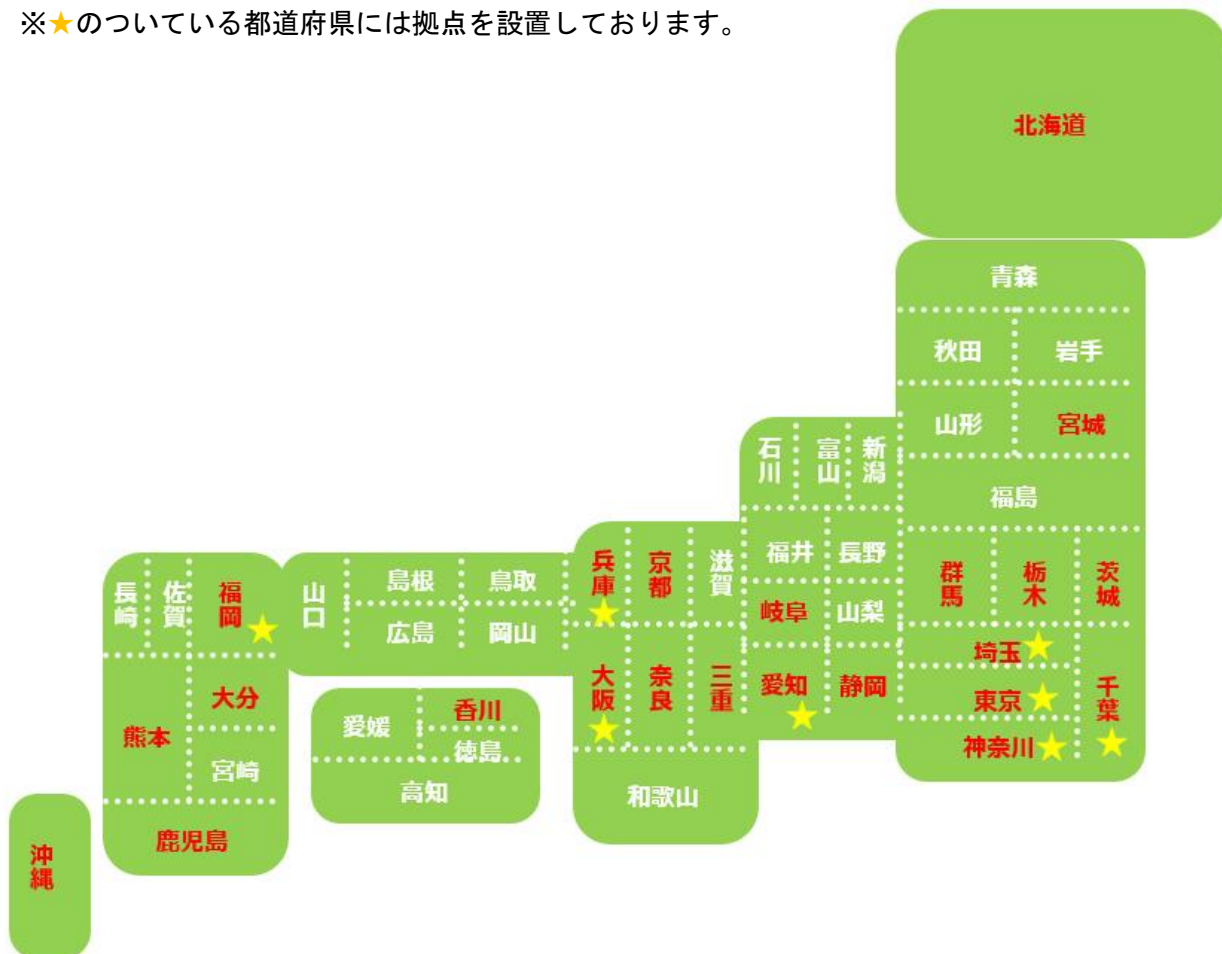 ※★のついている都道府県には拠点を設置しております。
北海道
青森
秋田
岩手
山形
宮城
福島
石川
富山
新潟
福井
長野
岐阜
山梨
愛知
静岡
群馬
栃木
茨城
埼玉
東京
神奈川
千葉
兵庫
京都
滋賀
大阪
奈良
三重
和歌山
山口
島根
鳥取
広島
岡山
愛媛
香川
徳島
高知
長崎
佐賀
福岡
熊本
大分
宮崎
鹿児島
沖縄